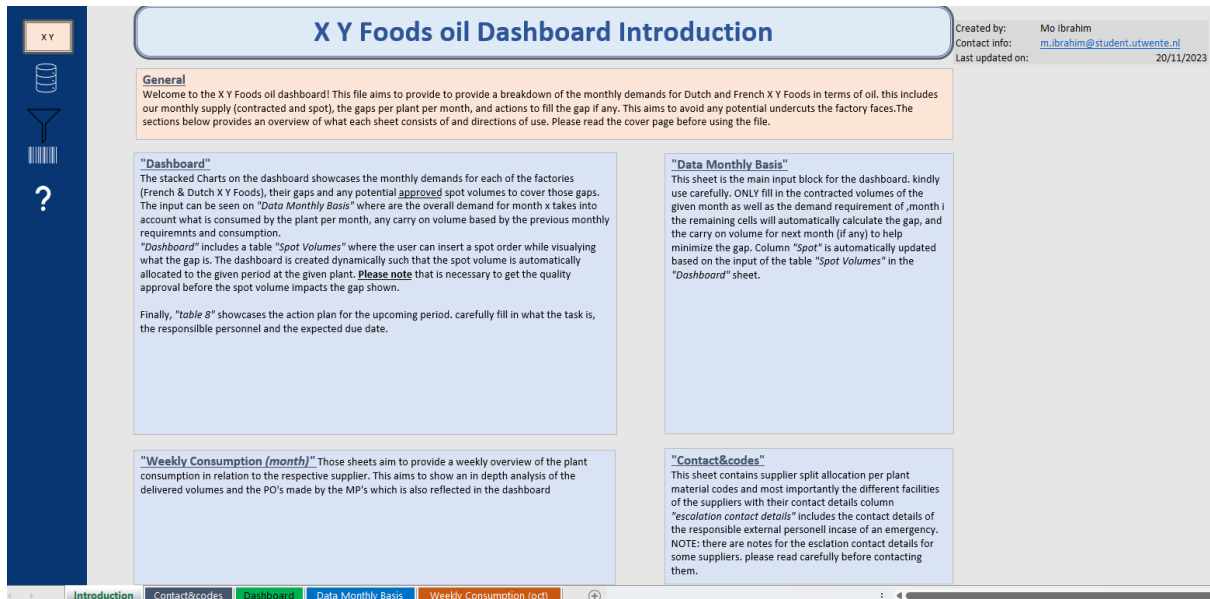 X Y
X Y Foods oil Dashboard Introduction
Created by: Mo Ibrahim
Contact info: m.ibrahim@student.utwente.nl
Last updated on: 20/11/2023
General
Welcome to the X Y Foods oil dashboard! This file aims to provide to provide a breakdown of the monthly demands for Dutch and French X Y Foods in terms of oil. this includes
our monthly supply (contracted and spot), the gaps per plant per month, and actions to fill the gap if any. This aims to avoid any potential undercuts the factory faces.The
sections below provides an overview of what each sheet consists of and directions of use. Please read the cover page before using the file.
"Dashboard"
The stacked Charts on the dashboard showcases the monthly demands for each of the factories
(French & Dutch X Y Foods), their gaps and any potential approved spot volumes to cover those gaps.
The input can be seen on "Data Monthly Basis" where are the overall demand for month x takes into
account what is consumed by the plant per month, any carry on volume based by the previous monthly
requiremnts and consumption.
"Dashboard" includes a table "Spot Volumes" where the user can insert a spot order while visualying
what the gap is. The dashboard is created dynamically such that the spot volume is automatically
allocated to the given period at the given plant. Please note that is necessary to get the quality
approval before the spot volume impacts the gap shown.
Finally, "table 8" showcases the action plan for the upcoming period. carefully fill in what the task is,
the responsilble personnel and the expected due date.
"Data Monthly Basis"
This sheet is the main input block for the dashboard. kindly
use carefully. ONLY fill in the contracted volumes of the
given month as well as the demand requirement of ,month i
the remaining cells will automatically calculate the gap, and
the carry on volume for next month (if any) to help
minimize the gap. Column "Spot" is automatically updated
based on the input of the table "Spot Volumes" in the
"Dashboard" sheet.
"Weekly Consumption (month)" Those sheets aim to provide a weekly overview of the plant
consumption in relation to the respective supplier. This aims to show an in depth analysis of the
delivered volumes and the PO's made by the MP's which is also reflected in the dashboard
"Contact&codes"
This sheet contains supplier split allocation per plant
material codes and most importantly the different facilities
of the suppliers with their contact details column
"escalation contact details" includes the contact details of
the responsible external personell incase of an emergency.
NOTE: there are notes for the esclation contact details for
some suppliers. please read carefully before contacting
them.
Introduction Contact&codes Dashboard Data Monthly Basis Weekly Consumption (oct)